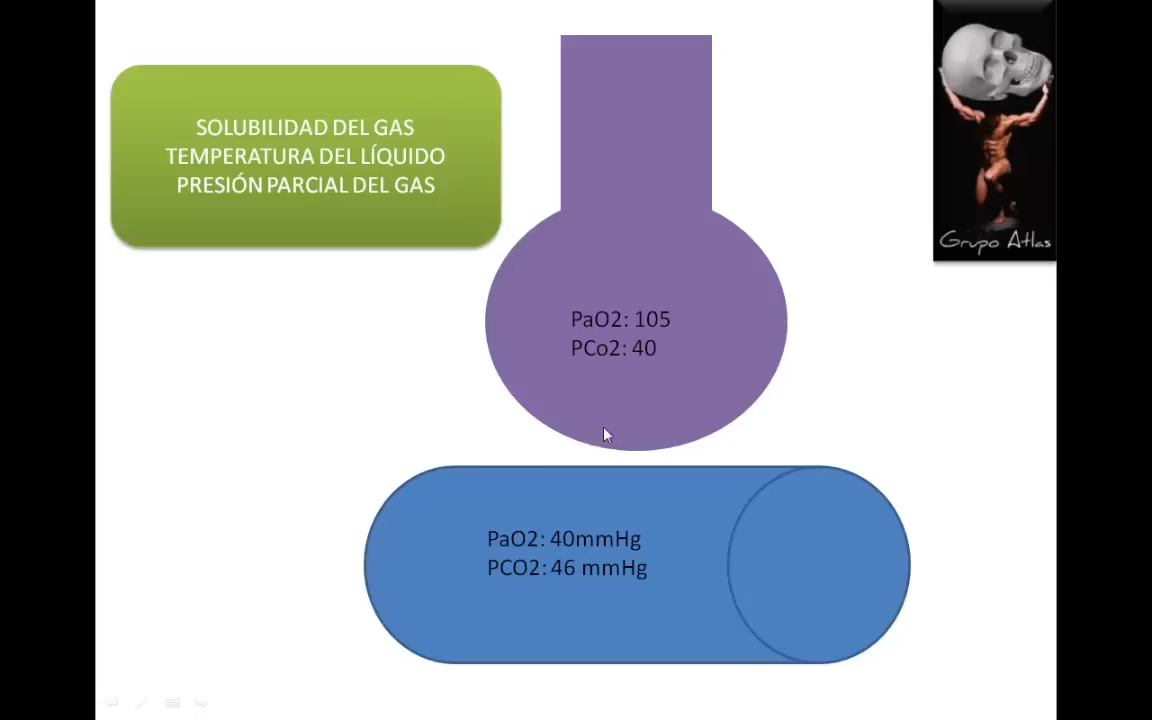 SOLUBILIDAD DEL GAS
TEMPERATURA DEL LÍQUIDO
PRESIÓN PARCIAL DEL GAS
Grupo Atlas
PaO2: 105
PCo2: 40
PaO2: 40mmHg
PCO2: 46 mmHg